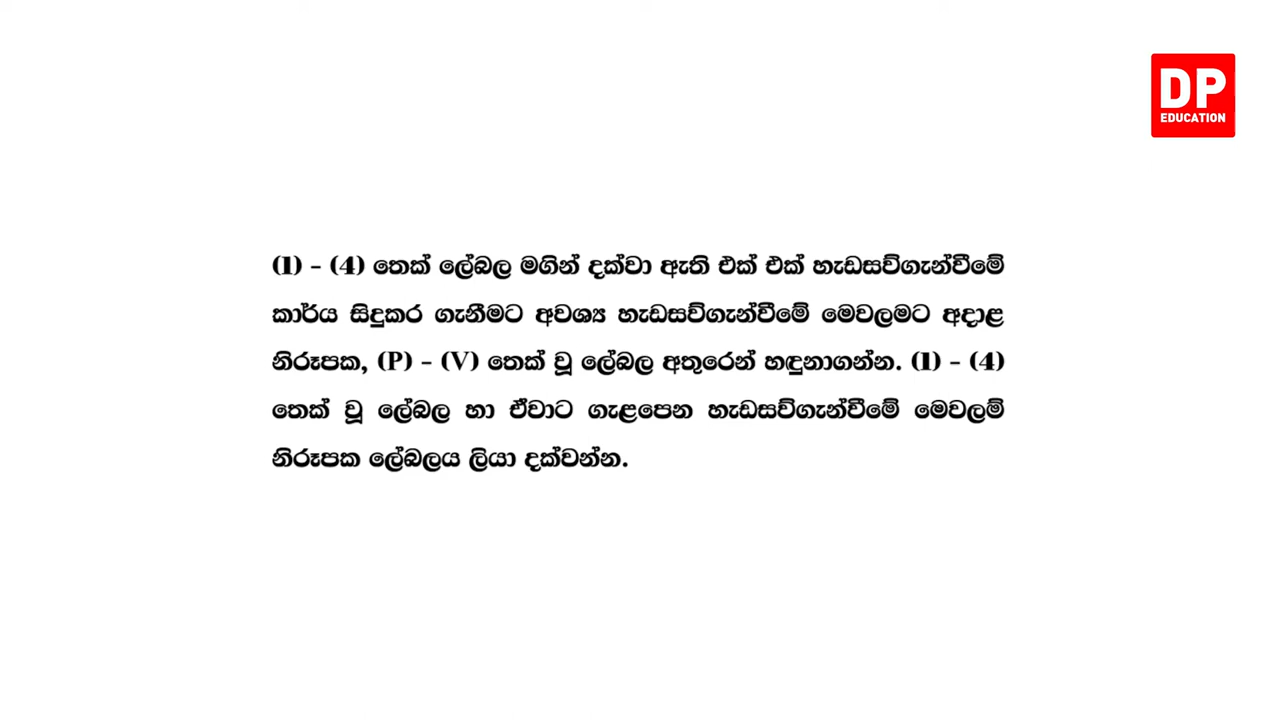 DP
EDUCATION
(1) - (4) තෙක් ලේබල මගින් දක්වා ඇති එක් එක් හැඩසව්ගැන්වීමේ
කාර්ය සිදුකර ගැනීමට අවශ්‍ය හැඩසව්ගැන්වීමේ මෙවලමට අදාළ
නිරූපක, (P) - (V) තෙක් වූ ලේබල අතුරෙන් හඳුනාගන්න. (1) - (4)
තෙක් වූ ලේබල හා ඒවාට ගැළපෙන හැඩසව්ගැන්වීමේ මෙවලම්
නිරූපක ලේබලය ලියා දක්වන්න.